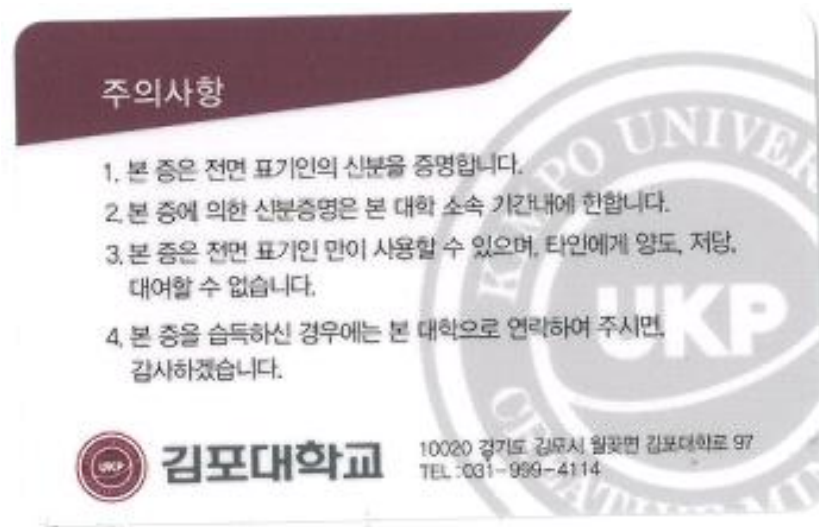 주의사항
1. 본 증은 전면 표기인의 신분을 증명합니다.
2. 본 증에 의한 신분증명은 본 대학 소속 기간내에 한합니다.
3. 본 증은 전면 표기인 만이 사용할 수 있으며, 타인에게 양도, 저당,
대여할 수 없습니다.
4. 본 증을 습득하신 경우에는 본 대학으로 연락하여 주시면,
감사하겠습니다.
KIMPO UNIVER
UKP
UKP
김포대학교
10020 경기도 김포시 월곶면 김포대학로 97
TEL :031-999-4114